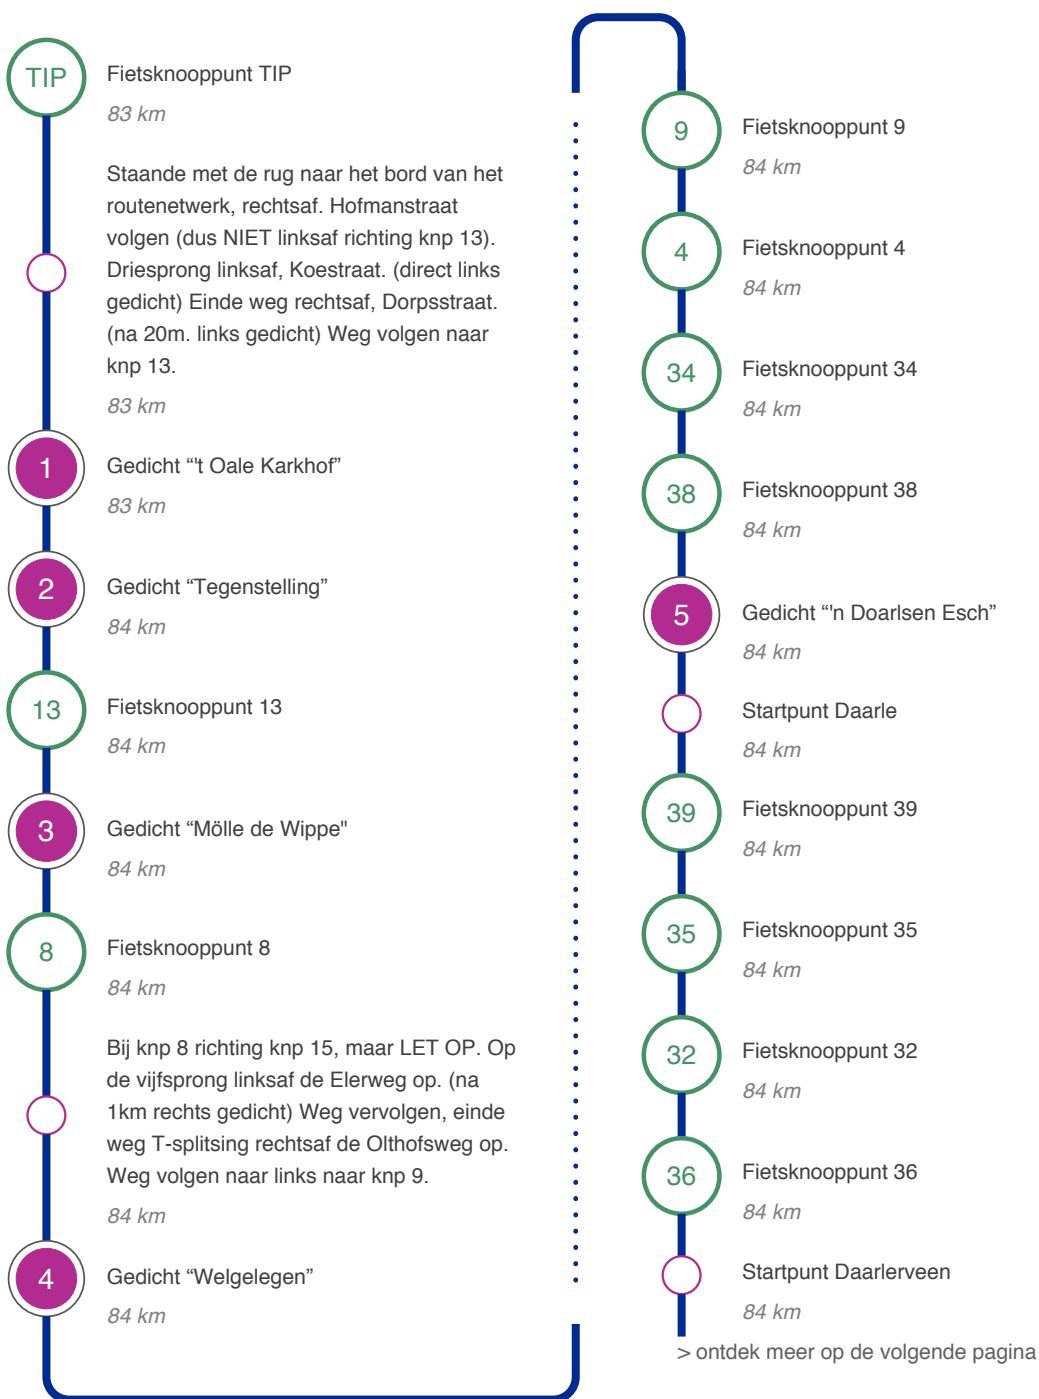 TIP
Fietsknooppunt TIP
83 km
Staande met de rug naar het bord van het
routenetwerk, rechtsaf. Hofmanstraat
volgen (dus NIET linksaf richting knp 13).
Driesprong linksaf, Koestraat. (direct links
gedicht) Einde weg rechtsaf, Dorpsstraat.
(na 20m. links gedicht) Weg volgen naar
knp 13.
83 km
1
Gedicht “'t Oale Karkhof”
83 km
2
Gedicht “Tegenstelling”
84 km
13
Fietsknooppunt 13
84 km
3
Gedicht “Mölle de Wippe"
84 km
8
Fietsknooppunt 8
84 km
Bij knp 8 richting knp 15, maar LET OP. Op
de vijfsprong linksaf de Elerweg op. (na
1km rechts gedicht) Weg vervolgen, einde
weg T-splitsing rechtsaf de Olthofsweg op.
Weg volgen naar links naar knp 9.
84 km
4
Gedicht “Welgelegen”
84 km
9
Fietsknooppunt 9
84 km
4
Fietsknooppunt 4
84 km
34
Fietsknooppunt 34
84 km
38
Fietsknooppunt 38
84 km
5
Gedicht “'n Doarlsen Esch”
84 km
Startpunt Daarle
84 km
39
Fietsknooppunt 39
84 km
35
Fietsknooppunt 35
84 km
32
Fietsknooppunt 32
84 km
36
Fietsknooppunt 36
84 km
Startpunt Daarlerveen
84 km
> ontdek meer op de volgende pagina